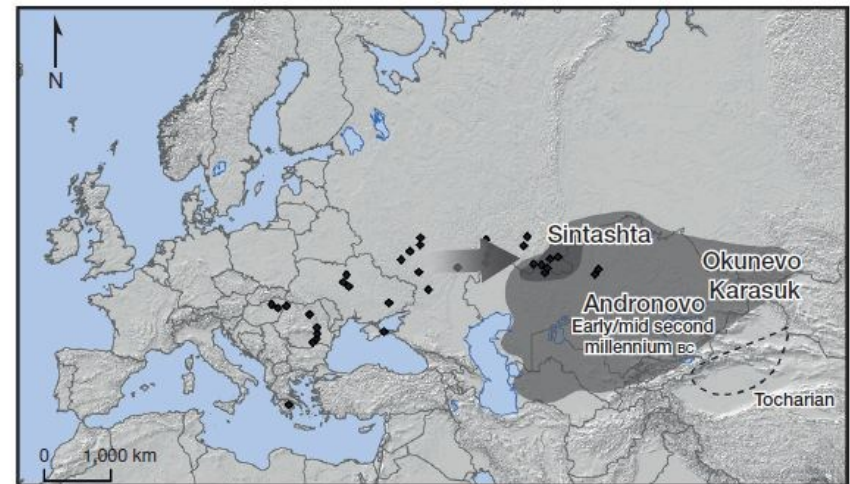 N
Sintashta
Okunevo
Karasuk
Andronovo
Early/mid second
millennium BC
Tocharian
0 1,000 km